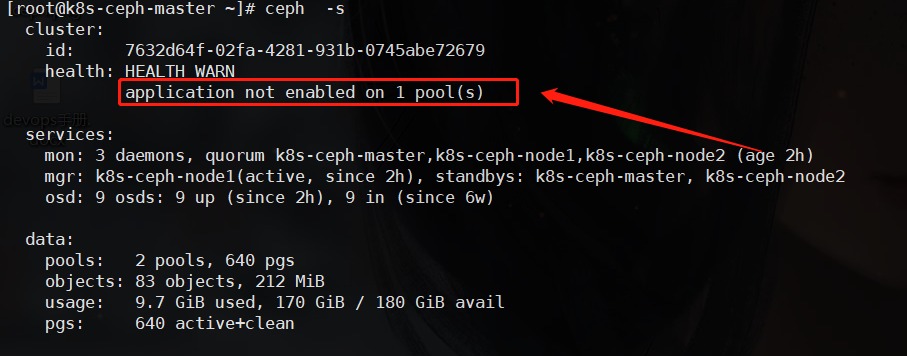 [root@k8s-ceph-master ~]# ceph  -s
  cluster:
    id:     7632d64f-02fa-4281-931b-0745abe72679
    health: HEALTH_WARN
            application not enabled on 1 pool(s)
devops手册
  services:
    mon: 3 daemons, quorum k8s-ceph-master,k8s-ceph-node1,k8s-ceph-node2 (age 2h)
    mgr: k8s-ceph-node1(active, since 2h), standbys: k8s-ceph-master, k8s-ceph-node2
    osd: 9 osds: 9 up (since 2h), 9 in (since 6w)
  data:
    pools:   2 pools, 640 pgs
    objects: 83 objects, 212 MiB
    usage:   9.7 GiB used, 170 GiB / 180 GiB avail
    pgs:     640 active+clean